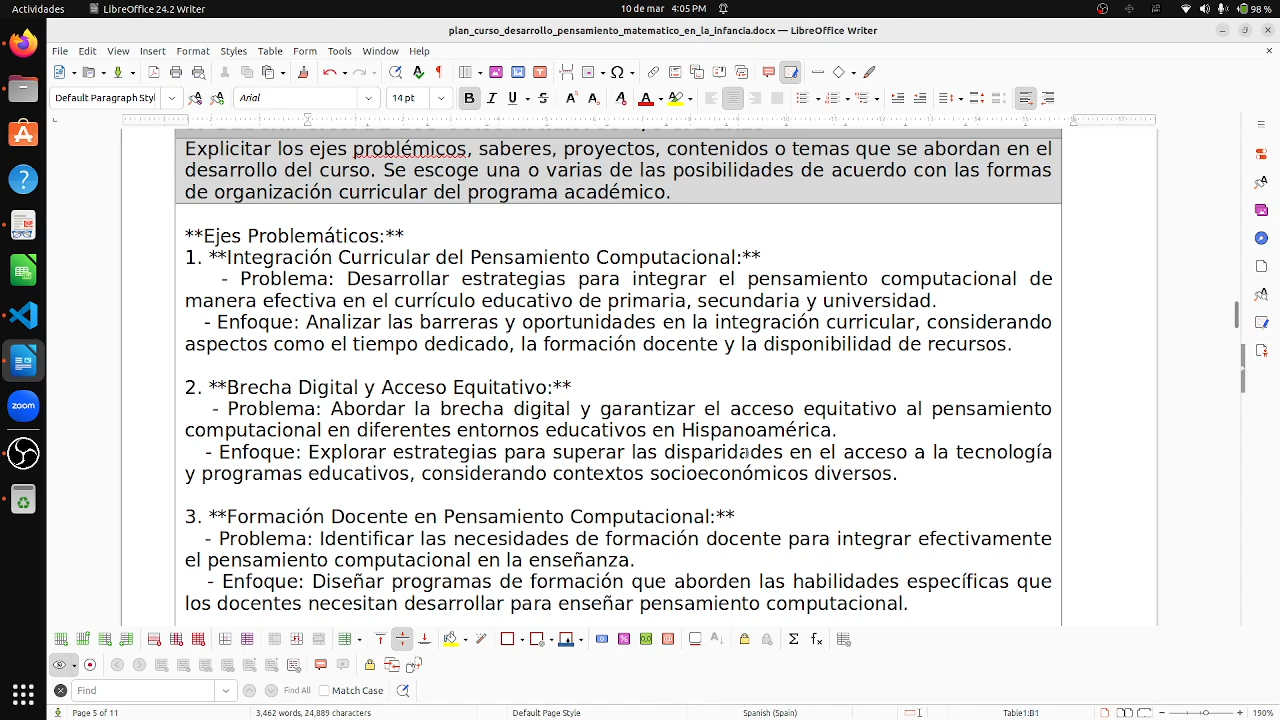 Actividades LibreOffice 24.2 Writer 10 de mar 4:05 PM 98 %
plan_curso_desarrollo_pensamiento_matematico_en_la_infancia.docx — LibreOffice Writer
File Edit View Insert Format Styles Table Form Tools Window Help
Default Paragraph Styl Arial 14 pt
Explicitar los ejes problémicos, saberes, proyectos, contenidos o temas que se abordan en el
desarrollo del curso. Se escoge una o varias de las posibilidades de acuerdo con las formas
de organización curricular del programa académico.
**Ejes Problemáticos:**
1. **Integración Curricular del Pensamiento Computacional:**
- Problema: Desarrollar estrategias para integrar el pensamiento computacional de
manera efectiva en el currículo educativo de primaria, secundaria y universidad.
- Enfoque: Analizar las barreras y oportunidades en la integración curricular, considerando
aspectos como el tiempo dedicado, la formación docente y la disponibilidad de recursos.
2. **Brecha Digital y Acceso Equitativo:**
- Problema: Abordar la brecha digital y garantizar el acceso equitativo al pensamiento
computacional en diferentes entornos educativos en Hispanoamérica.
- Enfoque: Explorar estrategias para superar las disparidades en el acceso a la tecnología
y programas educativos, considerando contextos socioeconómicos diversos.
3. **Formación Docente en Pensamiento Computacional:**
- Problema: Identificar las necesidades de formación docente para integrar efectivamente
el pensamiento computacional en la enseñanza.
- Enfoque: Diseñar programas de formación que aborden las habilidades específicas que
los docentes necesitan desarrollar para enseñar pensamiento computacional.
Find Find All Match Case
Page 5 of 11 3,462 words, 24,889 characters Default Page Style Spanish (Spain) Table1:B1 190%